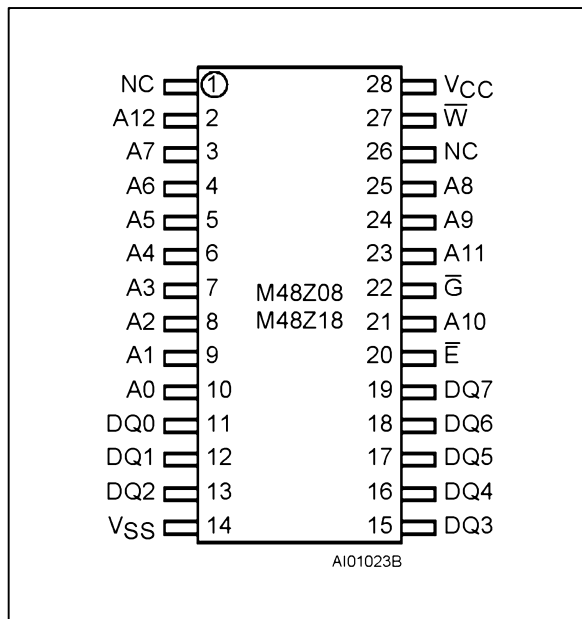 NC 1 28 VCC
A12 2 27 W̅
A7 3 26 NC
A6 4 25 A8
A5 5 24 A9
A4 6 23 A11
A3 7 22 G̅
M48Z08
M48Z18
A2 8 21 A10
A1 9 20 E̅
A0 10 19 DQ7
DQ0 11 18 DQ6
DQ1 12 17 DQ5
DQ2 13 16 DQ4
VSS 14 15 DQ3
AI01023B